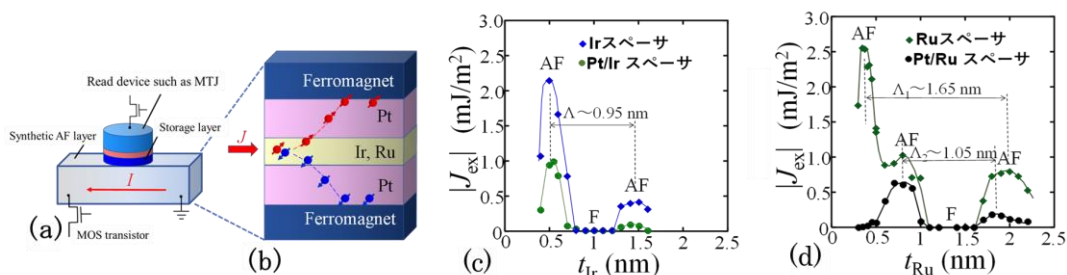 Read device such as MTJ
Storage layer
Synthetic AF layer
I
MOS transistor
(a)
J
Ferromagnet
Pt
Ir, Ru
Pt
Ferromagnet
(b)
|J_ex| (mJ/m²)
3.0
2.5
2.0
1.5
1.0
0.5
0
AF
Irスペーサ
Pt/Ir スペーサ
Λ~0.95 nm
AF
F
0 0.5 1 1.5 2 2.5
t_Ir (nm)
(c)
|J_ex| (mJ/m²)
3.0
2.5
2.0
1.5
1.0
0.5
0
AF
Ruスペーサ
Pt/Ru スペーサ
Λ₁~1.65 nm
AF
Λ₂~1.05 nm
AF
F
0 0.5 1 1.5 2 2.5
t_Ru (nm)
(d)